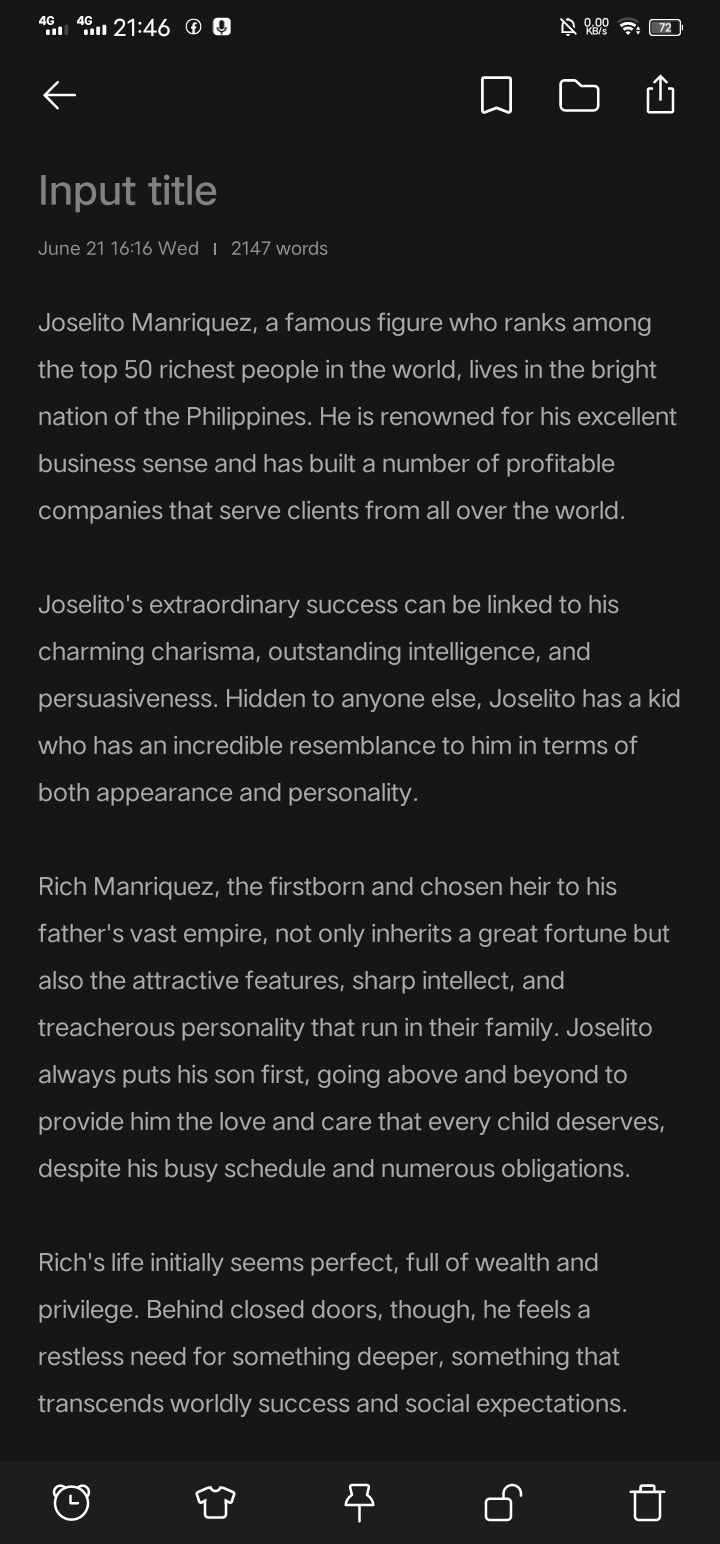 4G 4G 21:46 0.00 KB/s 72
Input title
June 21 16:16 Wed | 2147 words
Joselito Manriquez, a famous figure who ranks among
the top 50 richest people in the world, lives in the bright
nation of the Philippines. He is renowned for his excellent
business sense and has built a number of profitable
companies that serve clients from all over the world.
Joselito's extraordinary success can be linked to his
charming charisma, outstanding intelligence, and
persuasiveness. Hidden to anyone else, Joselito has a kid
who has an incredible resemblance to him in terms of
both appearance and personality.
Rich Manriquez, the firstborn and chosen heir to his
father's vast empire, not only inherits a great fortune but
also the attractive features, sharp intellect, and
treacherous personality that run in their family. Joselito
always puts his son first, going above and beyond to
provide him the love and care that every child deserves,
despite his busy schedule and numerous obligations.
Rich's life initially seems perfect, full of wealth and
privilege. Behind closed doors, though, he feels a
restless need for something deeper, something that
transcends worldly success and social expectations.